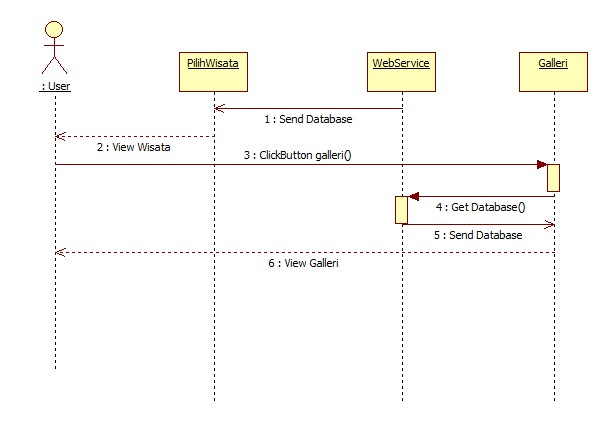 : User
PilihWisata
WebService
Galleri
1 : Send Database
2 : View Wisata
3 : ClickButton galleri()
4 : Get Database()
5 : Send Database
6 : View Galleri